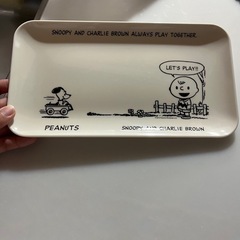 SNOOPY AND CHARLIE BROWN ALWAYS PLAY TOGETHER.
LET'S PLAY!!
PEANUTS
SNOOPY AND CHARLIE BROWN